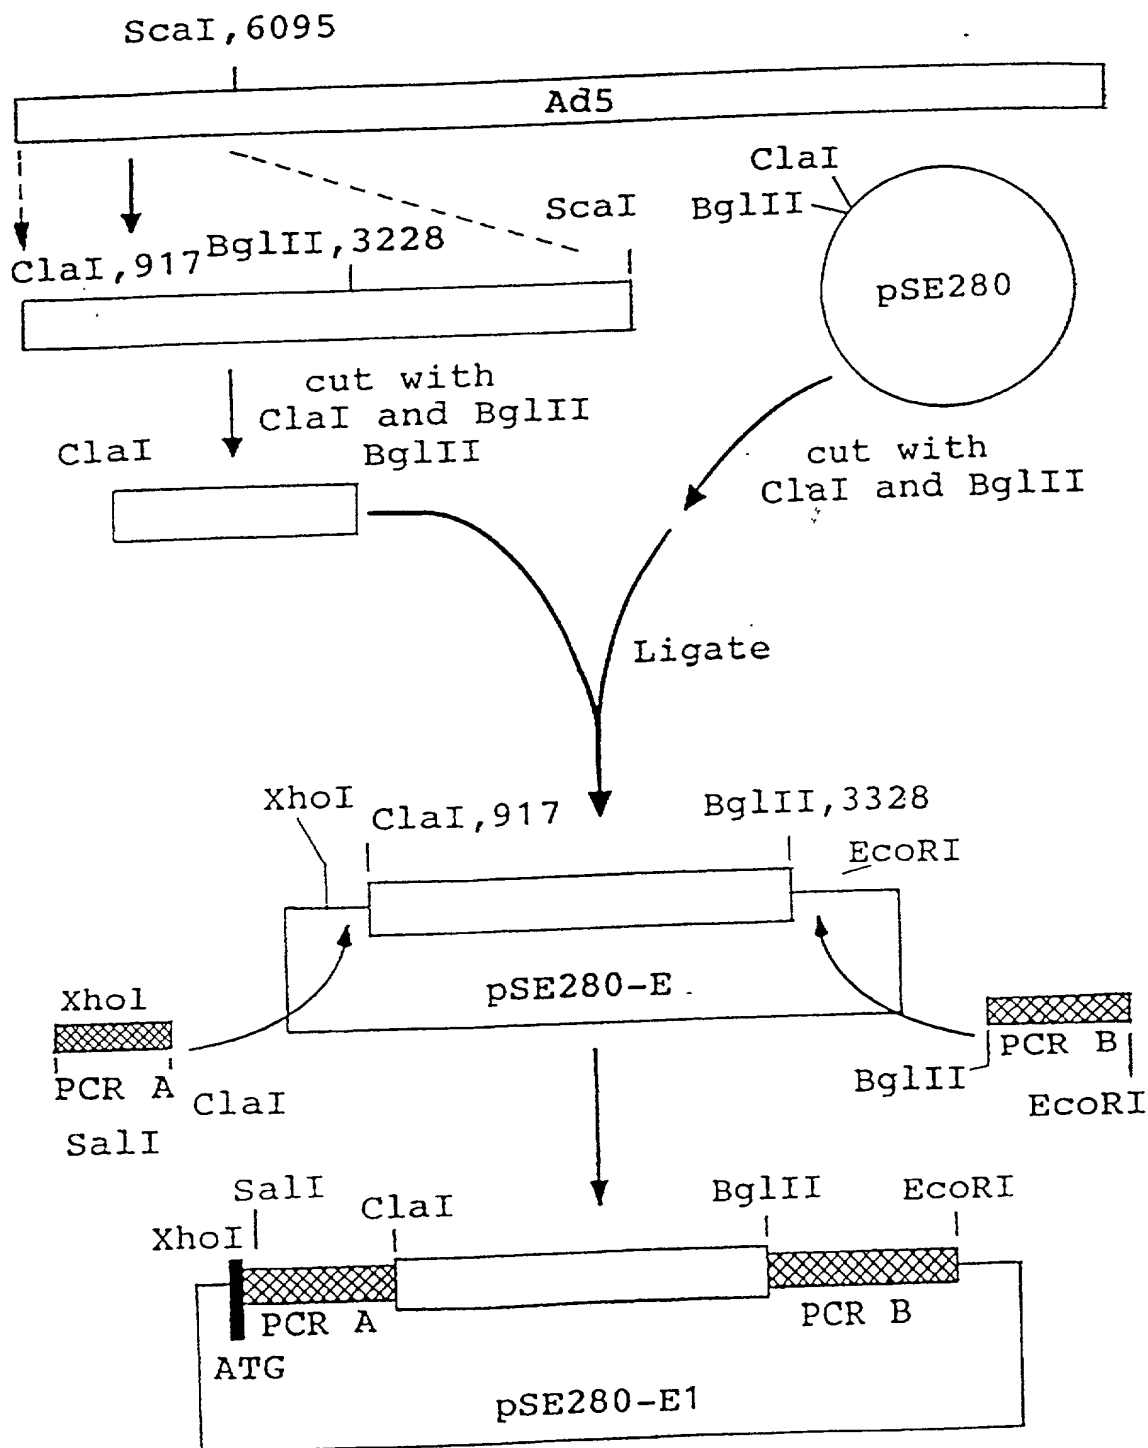 ScaI,6095
Ad5
ClaI
BglII
ScaI
ClaI,917
BglII,3228
pSE280
cut with
ClaI and BglII
ClaI
BglII
cut with
ClaI and BglII
Ligate
XhoI
ClaI,917
BglII,3328
EcoRI
pSE280-E
Xhol
PCR A
ClaI
SalI
PCR B
BglII
EcoRI
SalI
ClaI
BglII
EcoRI
XhoI
PCR A
PCR B
ATG
pSE280-E1